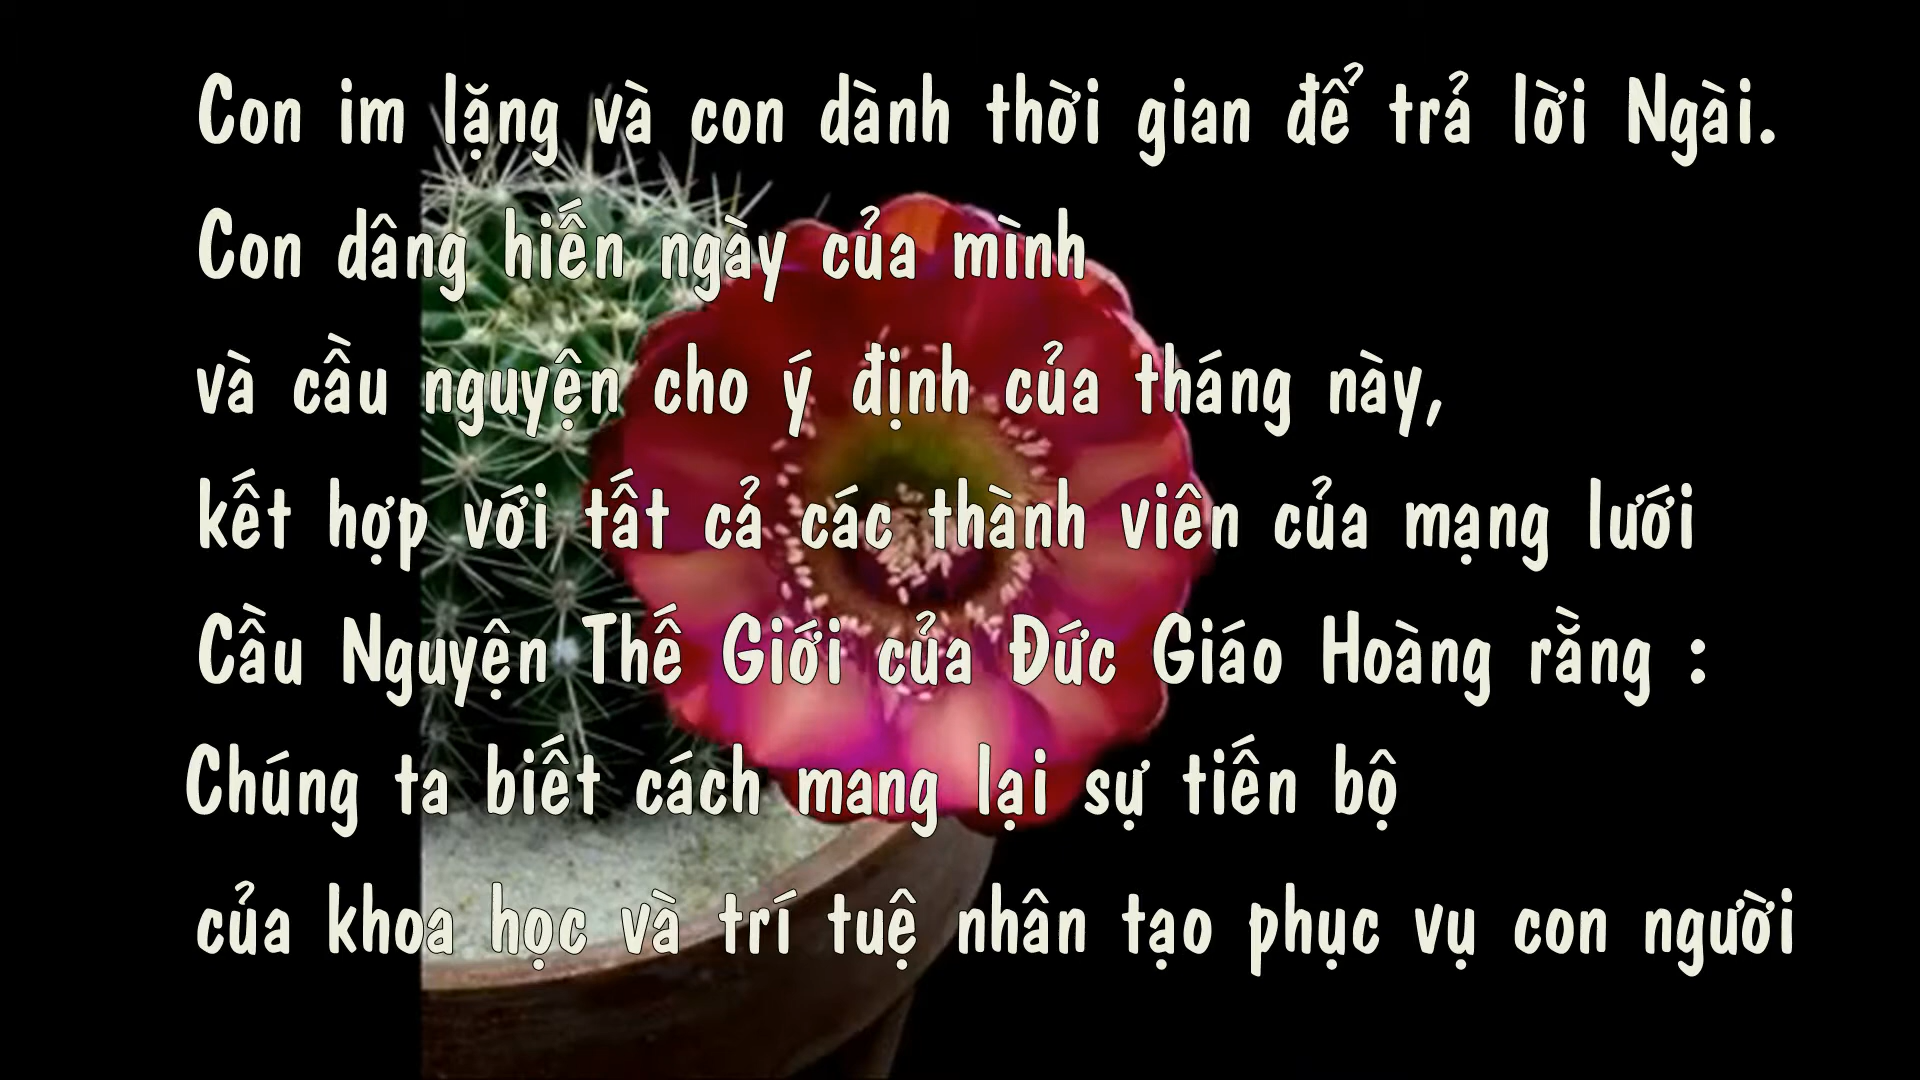 Con im lặng và con dành thời gian để trả lời Ngài.
Con dâng hiến ngày của mình
và cầu nguyện cho ý định của tháng này,
kết hợp với tất cả các thành viên của mạng lưới
Cầu Nguyện Thế Giới của Đức Giáo Hoàng rằng :
Chúng ta biết cách mang lại sự tiến bộ
của khoa học và trí tuệ nhân tạo phục vụ con người